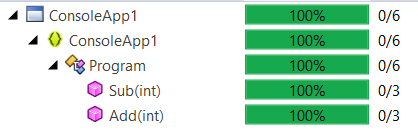 ConsoleApp1 100% 0/6
ConsoleApp1 100% 0/6
Program 100% 0/6
Sub(int) 100% 0/3
Add(int) 100% 0/3